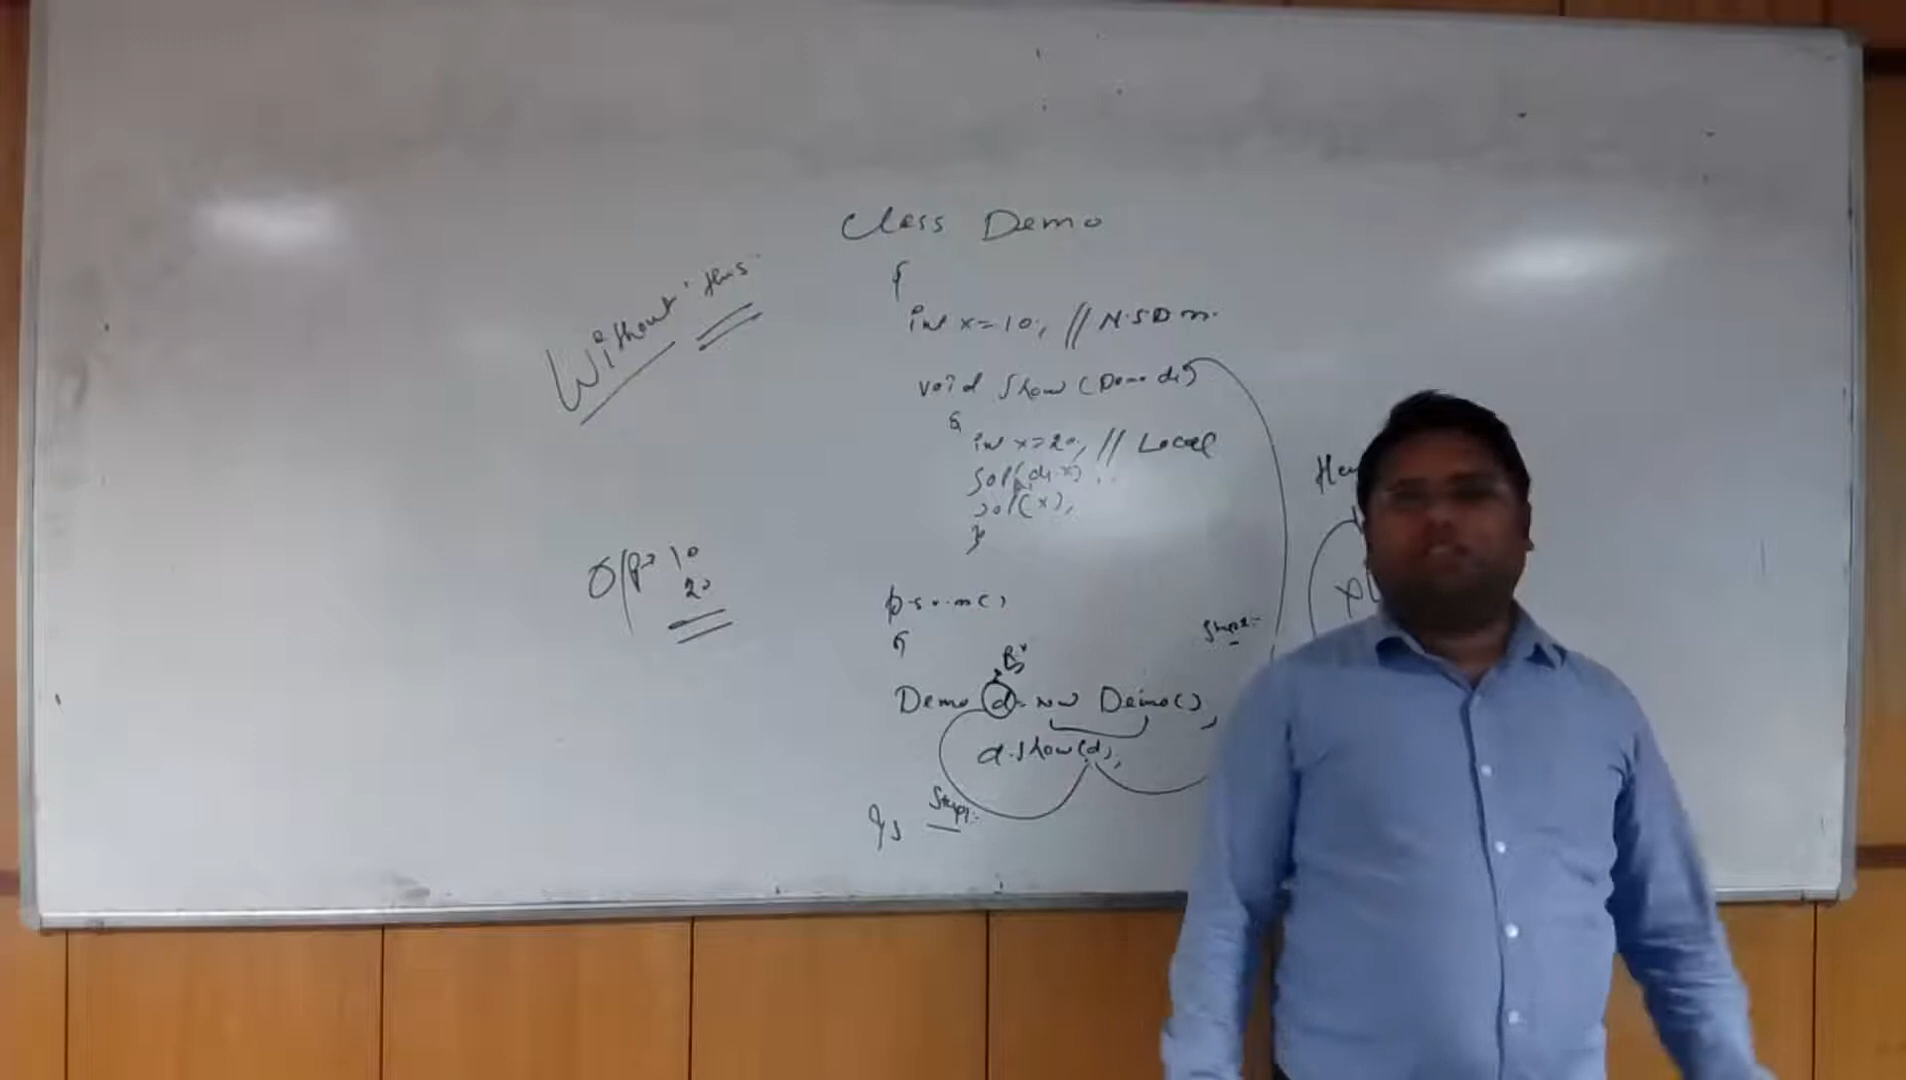 Class Demo
{
Without 'this'
int x=10; // N.S.D.m.
void show (Demo d1)
{
int x=20; // Local
Sop(d1.x);
Sop(x);
}
O/P → 10
20
p.s.v.m()
{
Step2:-
Demo d = new Demo();
d.show(d);
}}
Step1:-